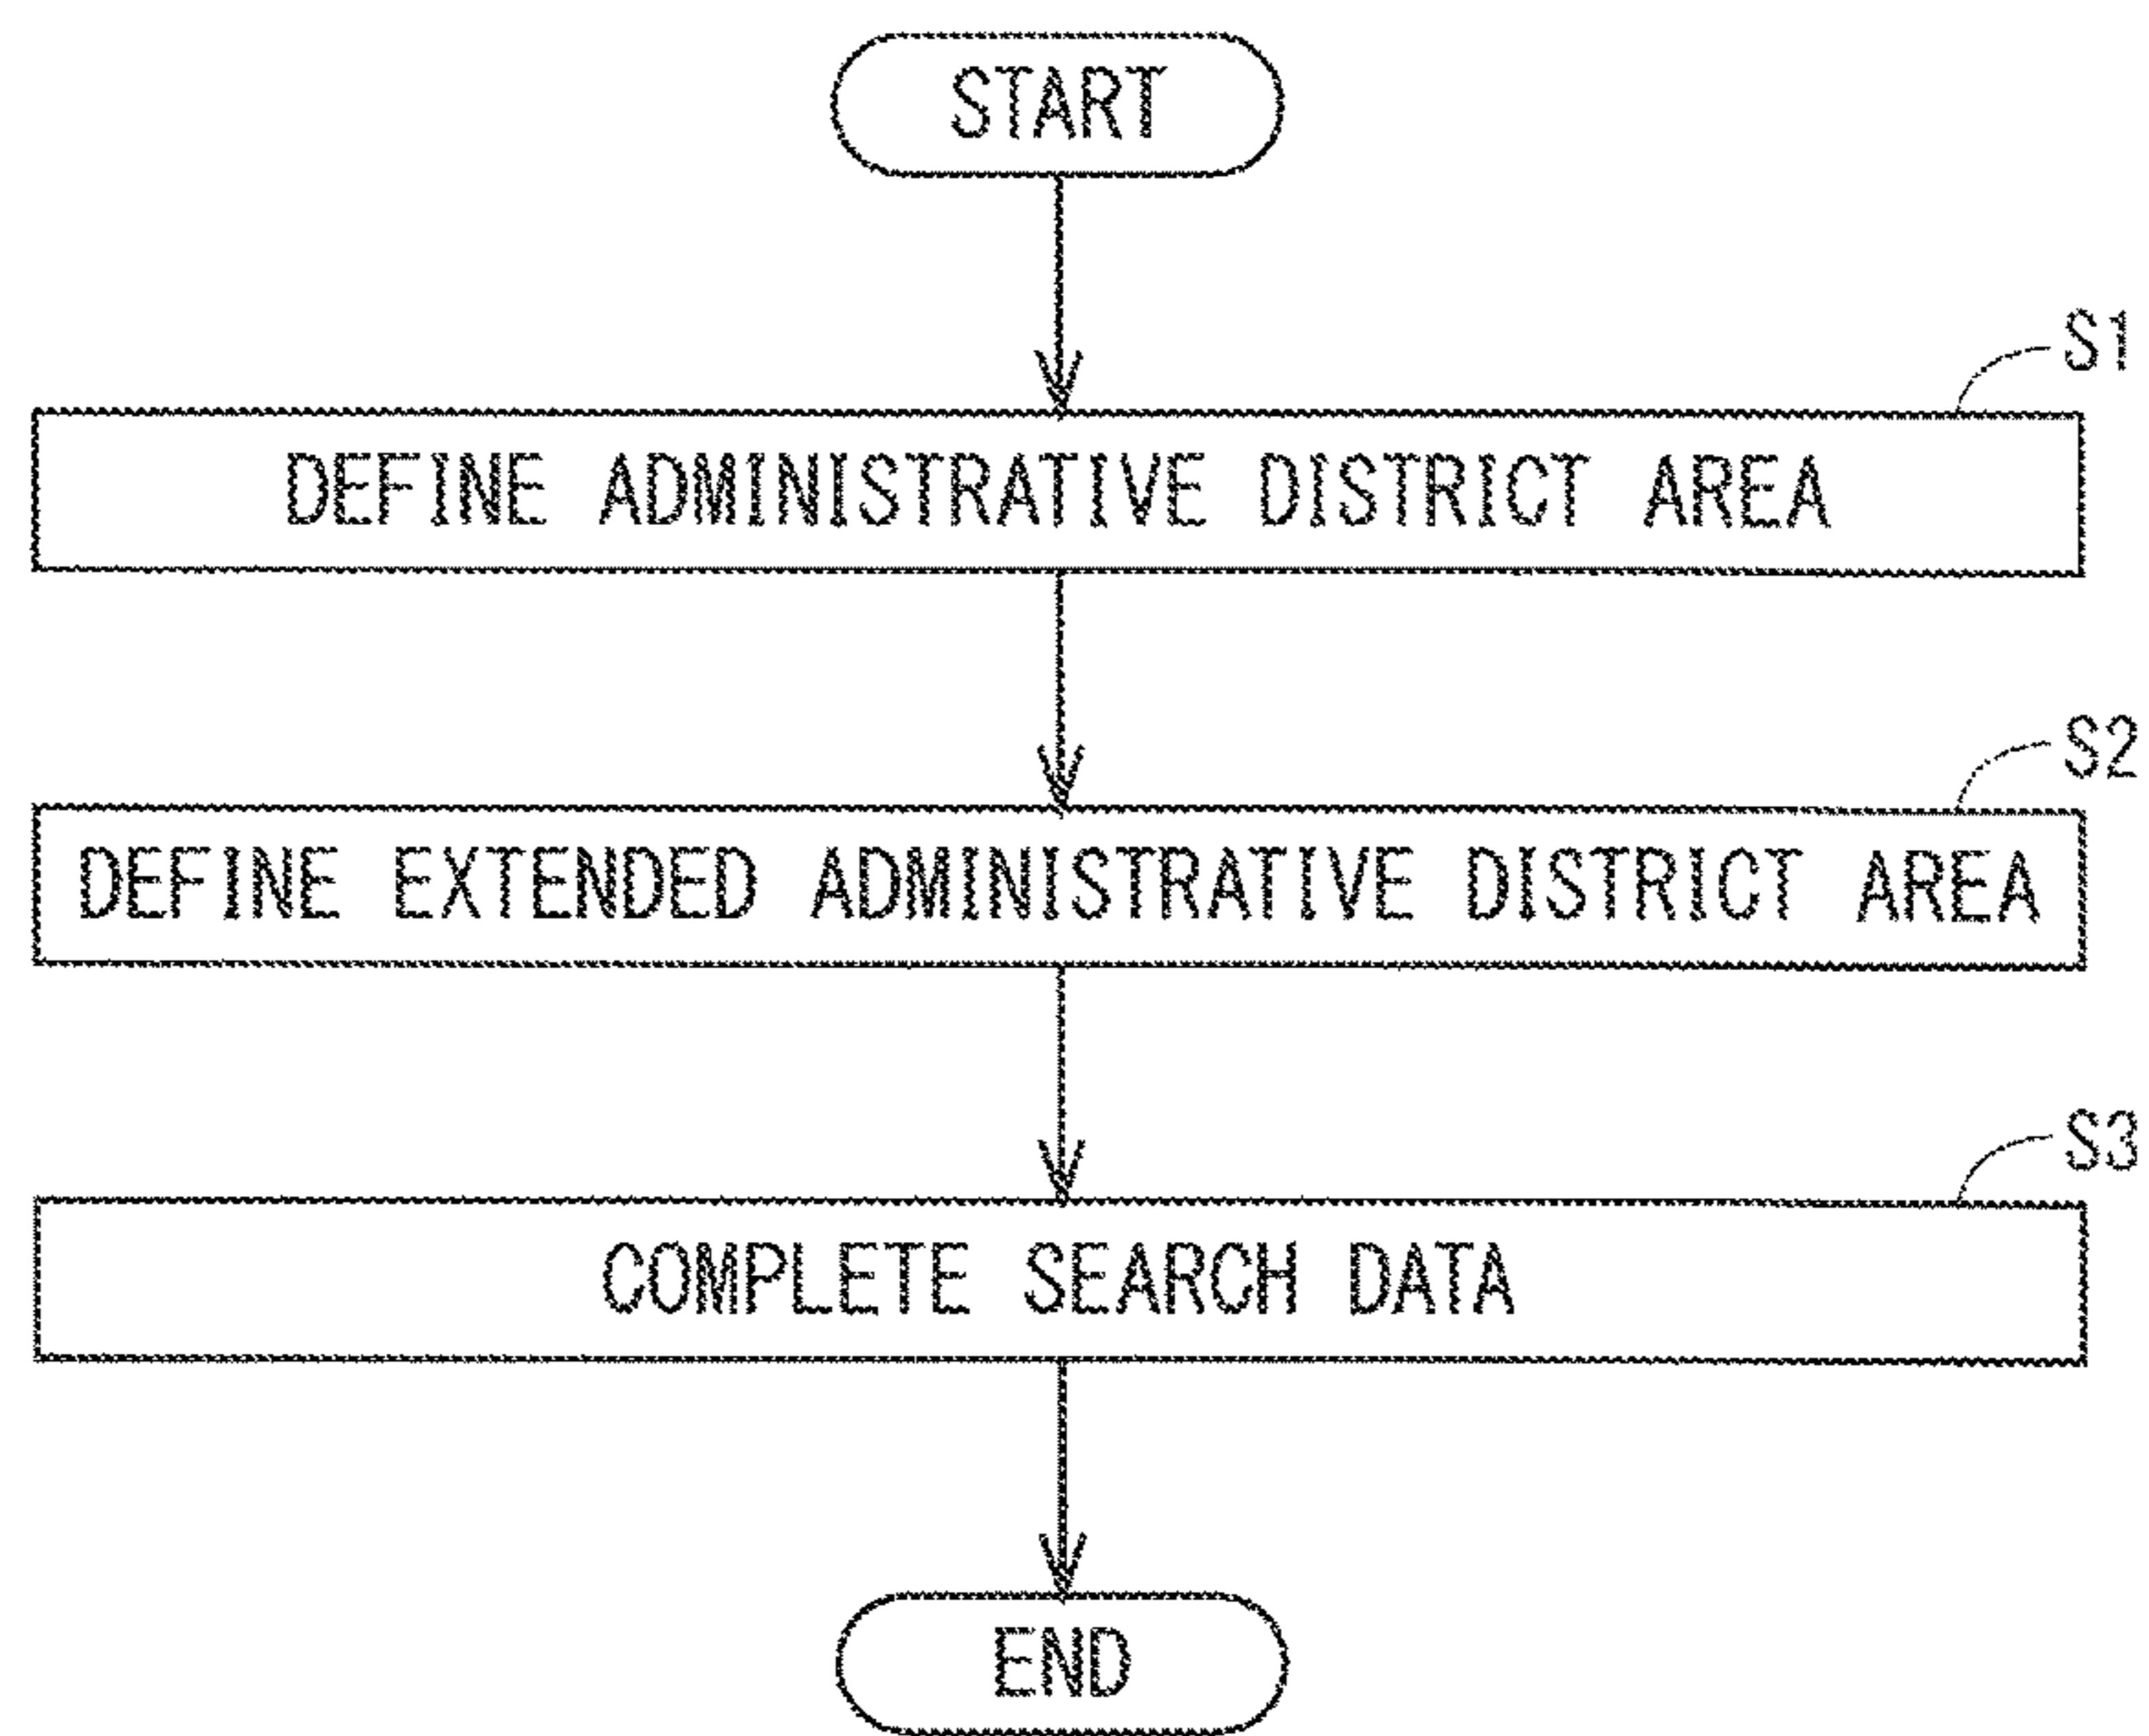 START
S1
DEFINE ADMINISTRATIVE DISTRICT AREA
S2
DEFINE EXTENDED ADMINISTRATIVE DISTRICT AREA
S3
COMPLETE SEARCH DATA
END